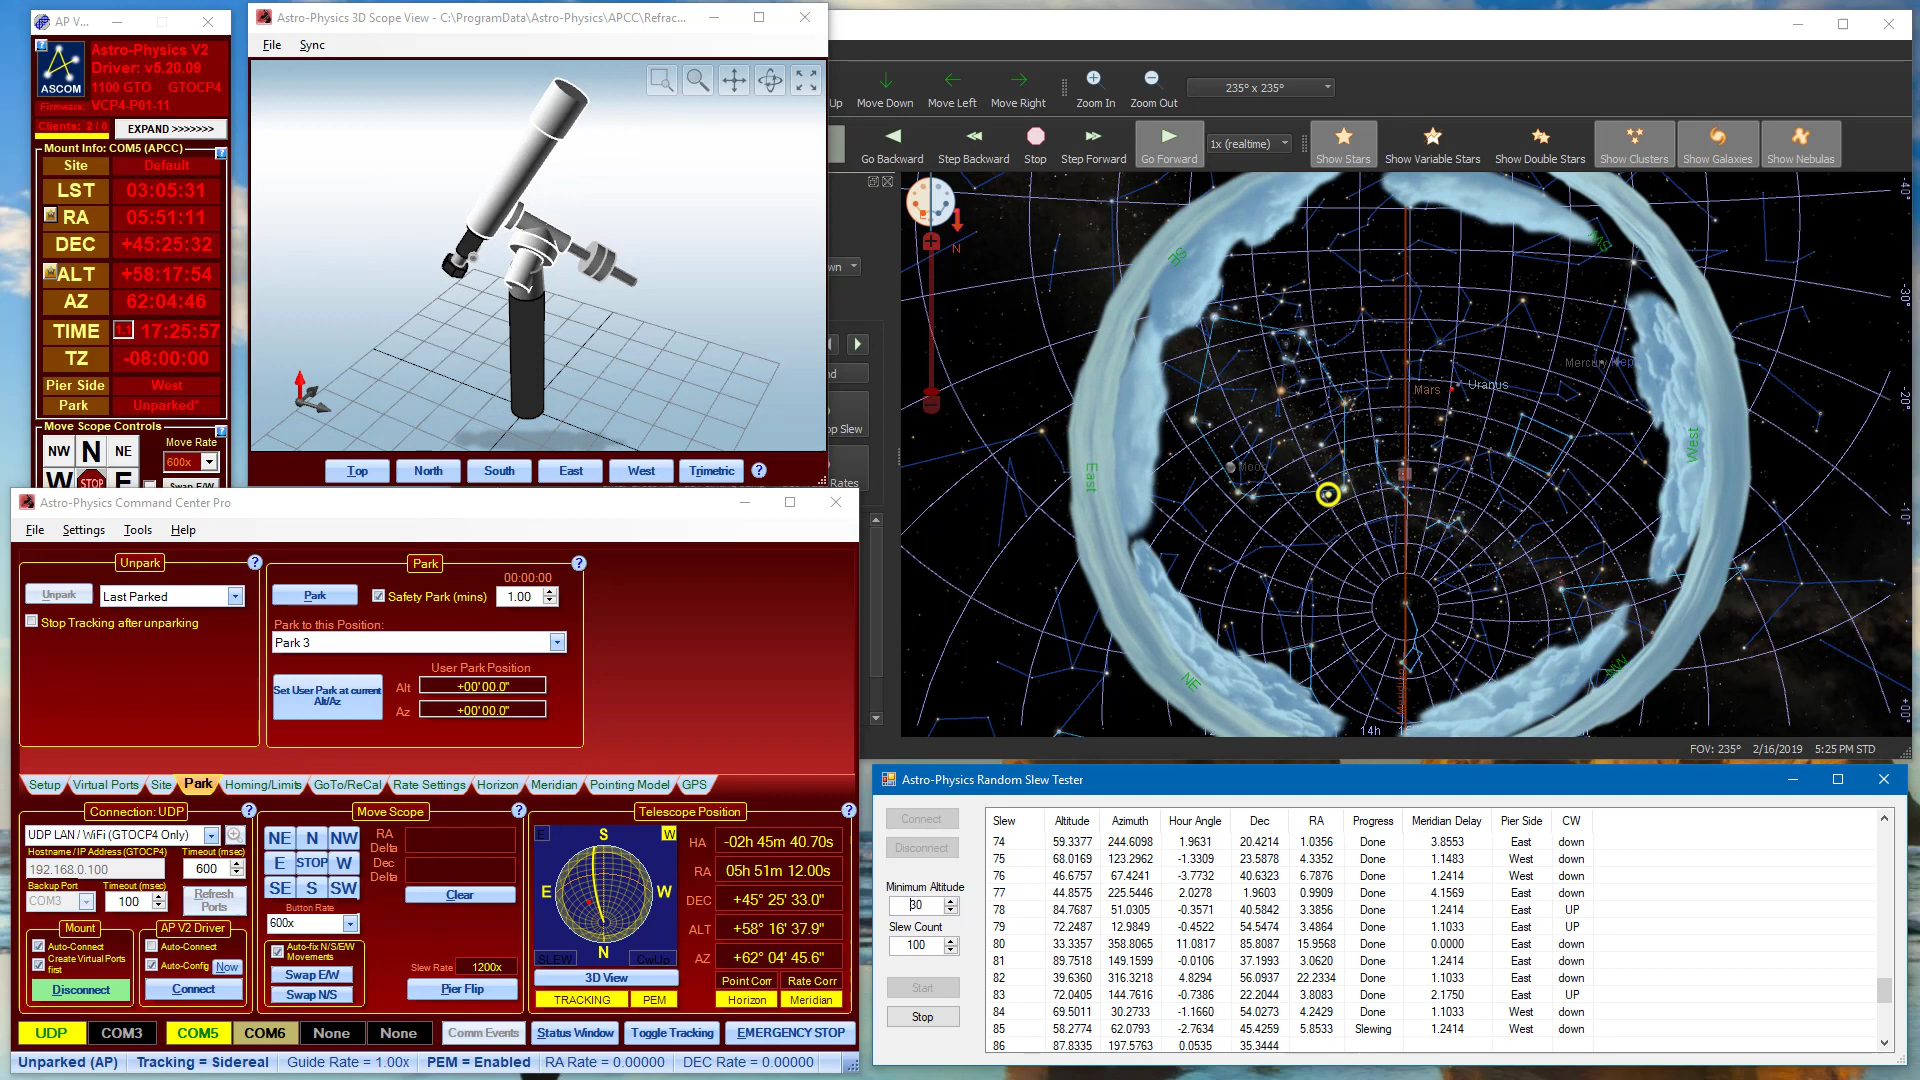 AP V...
Astro-Physics V2
Driver: v5.20.09
1100 GTO GTOCP4
ASCOM
Firmware: VCP4-P01-11
Clients: 2 / 0
EXPAND >>>>>>>
Mount Info: COM5 (APCC)
Site Default
LST 03:05:31
RA 05:51:11
DEC +45:25:32
ALT +58:17:54
AZ 62:04:46
TIME 1.1 17:25:57
TZ -08:00:00
Pier Side West
Park Unparked*
Move Scope Controls
NW N NE
Move Rate
600x
W STOP E
Swap E/W
Astro-Physics 3D Scope View - C:\ProgramData\Astro-Physics\APCC\Refrac...
File Sync
Top North South East West Trimetric ?
Up Move Down Move Left Move Right Zoom In Zoom Out 235° x 235°
Go Backward Step Backward Stop Step Forward Go Forward 1x (realtime) Show Stars Show Variable Stars Show Double Stars Show Clusters Show Galaxies Show Nebulas
wn
nd
op Slew
Rates
N
SE
SW
East
West
NE
NW
Moon
Mars
Uranus
Mercury
-40°
-30°
-20°
-10°
+00°
14h
FOV: 235° 2/16/2019 5:25 PM STD
Astro-Physics Command Center Pro
File Settings Tools Help
Unpark ?
Unpark Last Parked
Stop Tracking after unparking
Park ?
00:00:00
Park Safety Park (mins) 1.00
Park to this Position:
Park 3
User Park Position
Set User Park at current Alt/Az
Alt +00°00.0"
Az +00°00.0"
Setup Virtual Ports Site Park Homing/Limits GoTo/ReCal Rate Settings Horizon Meridian Pointing Model GPS
Connection: UDP ?
UDP LAN / WiFi (GTOCP4 Only)
Hostname / IP Address (GTOCP4) Timeout (msec)
192.168.0.100 600
Backup Port Timeout (msec)
COM3 100
Refresh Ports
Mount
Auto-Connect
Create Virtual Ports first
Disconnect
AP V2 Driver
Auto-Connect
Auto-Config Now
Connect
Move Scope ?
NE N NW
E STOP W
SE S SW
Button Rate
600x
RA Delta
Dec Delta
Clear
Auto-fix N/S/E/W Movements
Swap E/W
Swap N/S
Slew Rate 1200x
Pier Flip
Telescope Position ?
E S W
E W
N
SLEW CwUp
3D View
TRACKING PEM
HA -02h 45m 40.70s
RA 05h 51m 12.00s
DEC +45° 25' 33.0"
ALT +58° 16' 37.9"
AZ +62° 04' 45.6"
Point Corr Rate Corr
Horizon Meridian
UDP COM3 COM5 COM6 None None Comm Events Status Window Toggle Tracking EMERGENCY STOP
Unparked (AP) Tracking = Sidereal Guide Rate = 1.00x PEM = Enabled RA Rate = 0.00000 DEC Rate = 0.00000
Astro-Physics Random Slew Tester
Connect
Disconnect
Minimum Altitude
30
Slew Count
100
Start
Stop
Slew Altitude Azimuth Hour Angle Dec RA Progress Meridian Delay Pier Side CW
74 59.3377 244.6098 1.9631 20.4214 1.0356 Done 3.8553 East down
75 68.0169 123.2962 -1.3309 23.5878 4.3352 Done 1.1483 West down
76 46.6757 67.4241 -3.7732 40.6323 6.7876 Done 1.2414 West down
77 44.8575 225.5446 2.0278 1.9603 0.9909 Done 4.1569 East down
78 84.7687 51.0305 -0.3571 40.5842 3.3856 Done 1.2414 East UP
79 72.2487 12.9849 -0.4522 54.5474 3.4864 Done 1.1033 East UP
80 33.3357 358.8065 11.0817 85.8087 15.9568 Done 0.0000 East down
81 89.7518 149.1599 -0.0106 37.1993 3.0620 Done 1.2414 West down
82 39.6360 316.3218 4.8294 56.0937 22.2334 Done 1.1033 East down
83 72.0405 144.7616 -0.7386 22.2044 3.8083 Done 2.1750 East UP
84 69.5011 30.2733 -1.1660 54.0273 4.2429 Done 1.1033 West down
85 58.2774 62.0793 -2.7634 45.4259 5.8533 Slewing 1.2414 West down
86 87.8335 197.5763 0.0535 35.3444